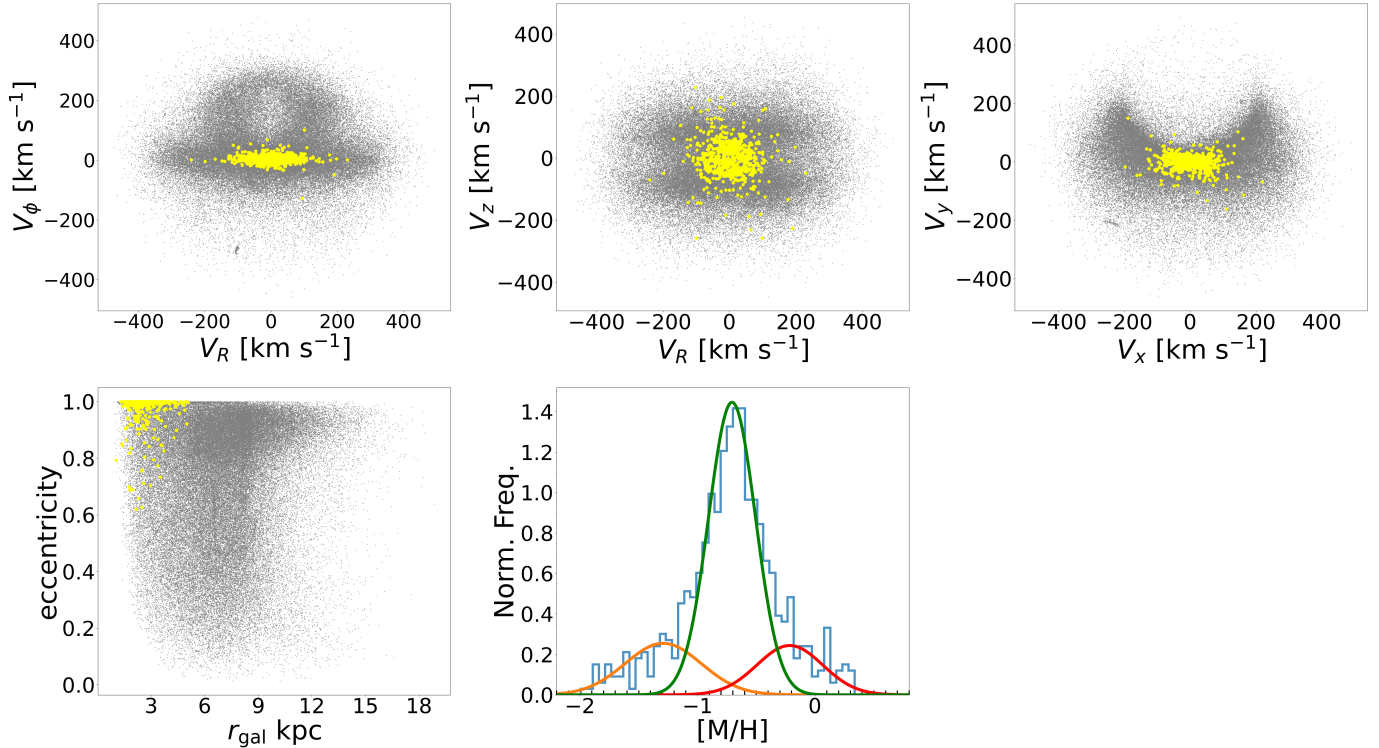 400
200
0
−200
−400
V_ϕ [km s⁻¹]
−400 −200 0 200 400
V_R [km s⁻¹]
400
200
0
−200
−400
V_z [km s⁻¹]
−400 −200 0 200 400
V_R [km s⁻¹]
400
200
0
−200
−400
V_y [km s⁻¹]
−400 −200 0 200 400
V_x [km s⁻¹]
1.0
0.8
0.6
0.4
0.2
0.0
eccentricity
3 6 9 12 15 18
r_gal kpc
1.4
1.2
1.0
0.8
0.6
0.4
0.2
0.0
Norm. Freq.
−2 −1 0
[M/H]